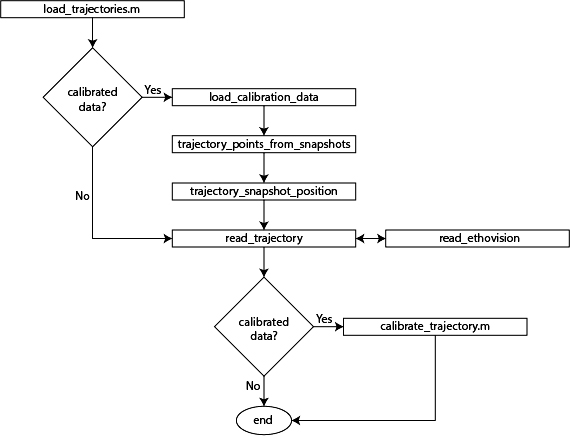 load_trajectories.m
calibrated
data?
Yes
load_calibration_data
trajectory_points_from_snapshots
trajectory_snapshot_position
No
read_trajectory
read_ethovision
calibrated
data?
Yes
calibrate_trajectory.m
No
end